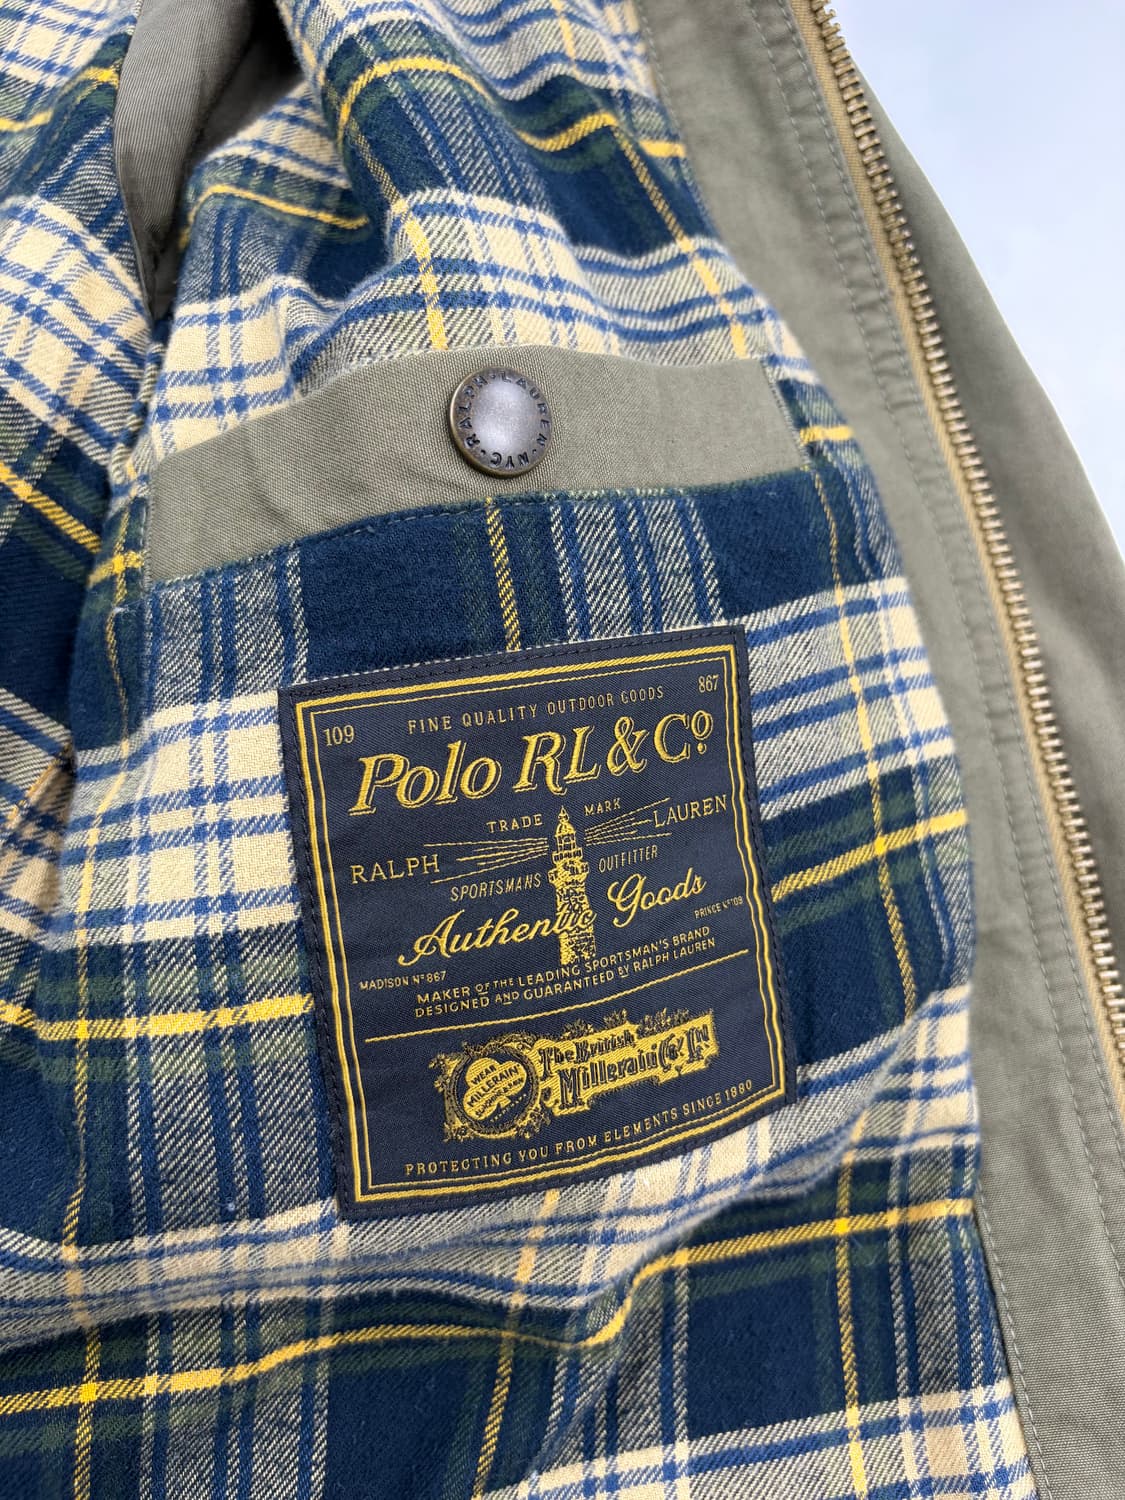 RALPH·LAUREN·NYC·
109
FINE QUALITY OUTDOOR GOODS
867
Polo RL & Cº
TRADE MARK
RALPH LAUREN
SPORTSMANS OUTFITTER
Authentic Goods
MADISON Nº 867
PRINCE Nº 109
MAKER OF THE LEADING SPORTSMAN'S BRAND
DESIGNED AND GUARANTEED BY RALPH LAUREN
WEAR
MILLERAIN
The British
Millerain Cº Lᵈ
PROTECTING YOU FROM ELEMENTS SINCE 1880